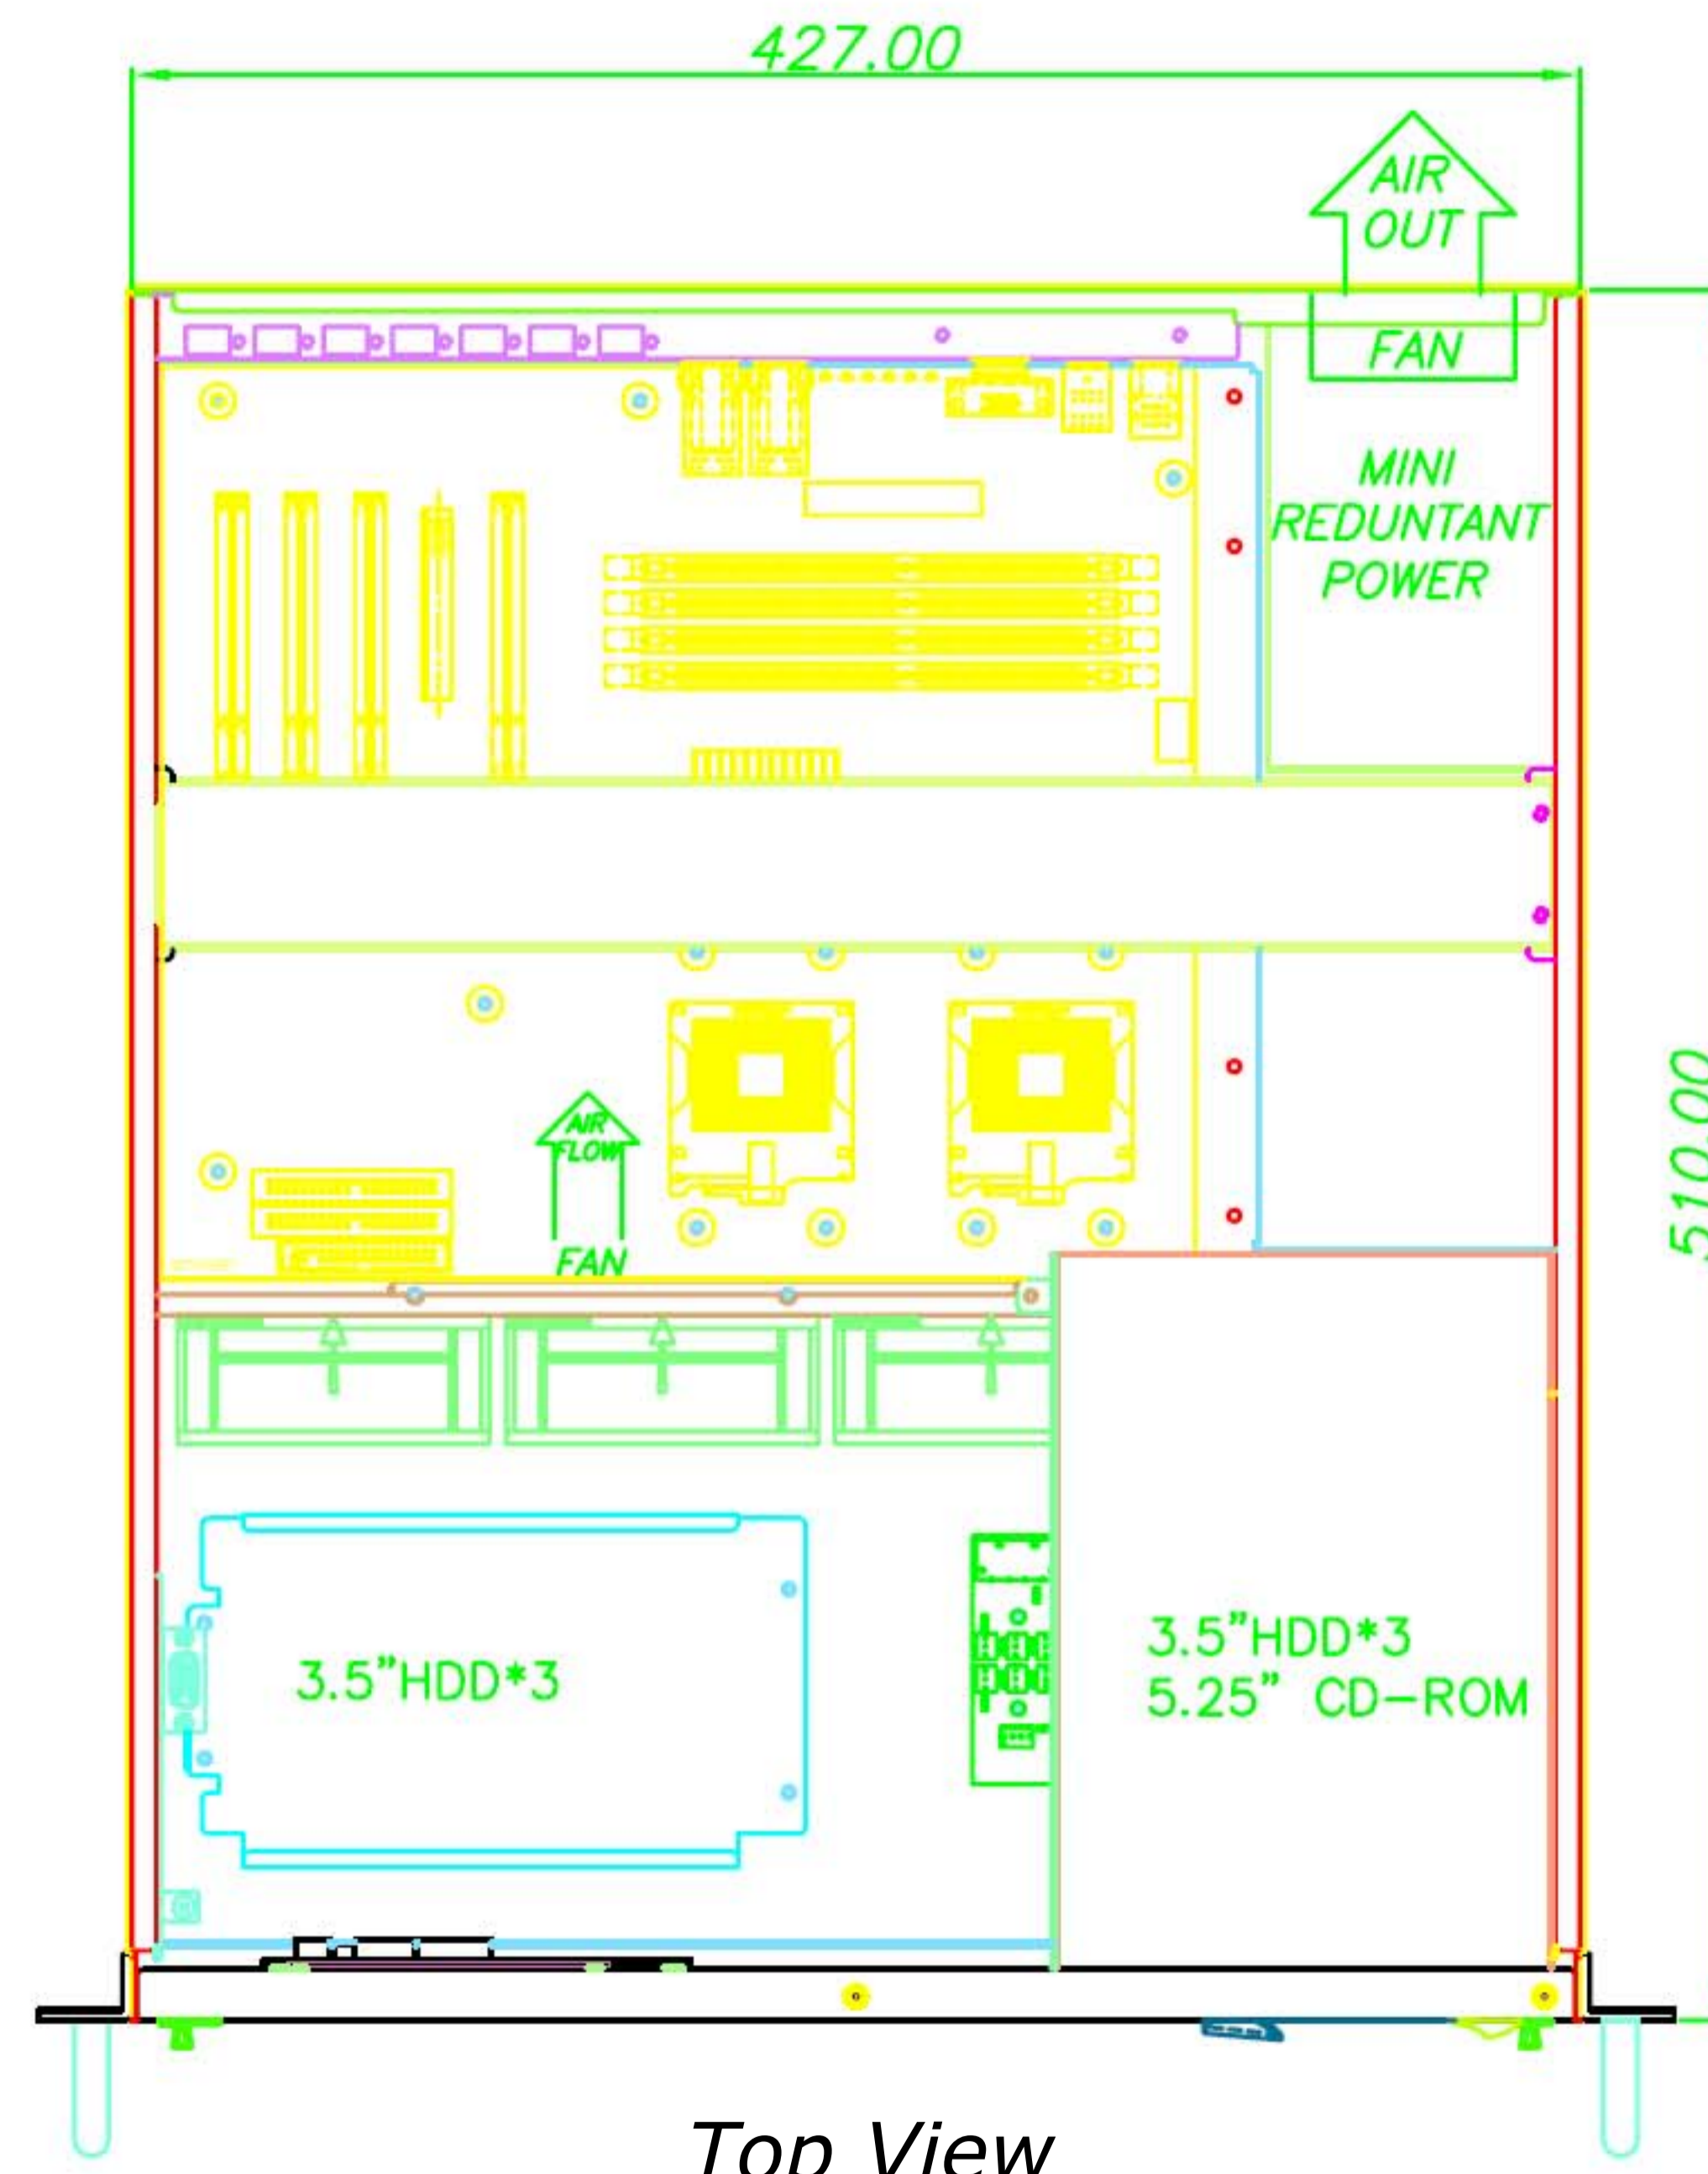 427.00
AIR
OUT
FAN
MINI
REDUNTANT
POWER
510.00
AIR
FLOW
FAN
3.5”HDD*3
3.5”HDD*3
5.25” CD-ROM
Top View